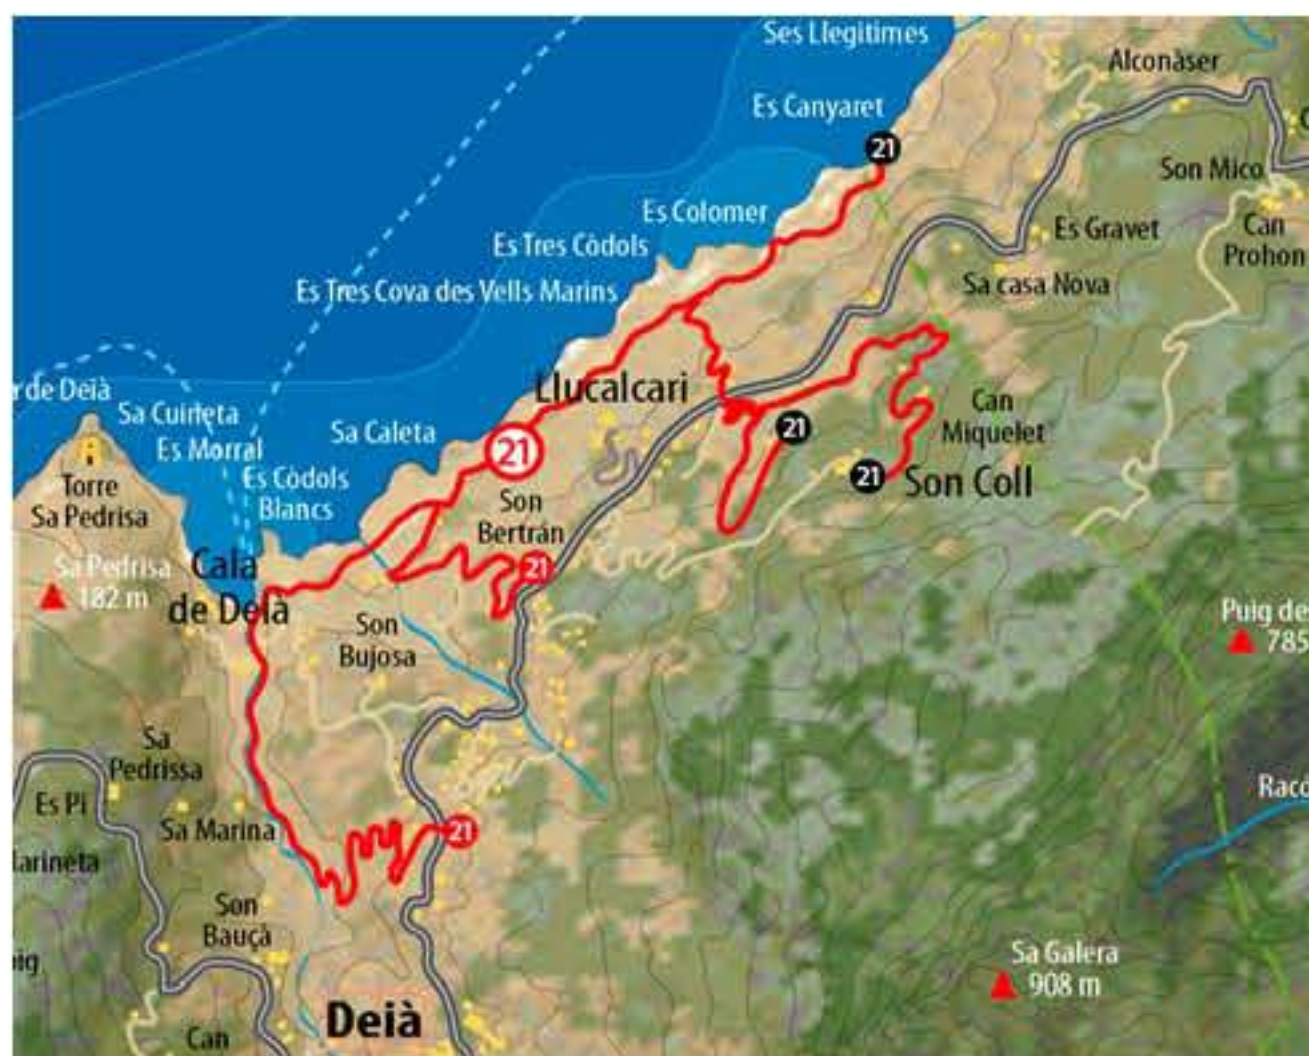 Ses Llegitimes
Alconàser
Es Canyaret
21
Son Mico
Es Colomer
Es Gravet
Can
Prohon
Es Tres Còdols
Sa casa Nova
Es Tres Cova des Vells Marins
Llucalcari
r de Deià
Sa Cuirleta
Can
Miquelet
Es Morral
Sa Caleta
21
21
Es Còdols
Blancs
21
Son Coll
Torre
Sa Pedrisa
Son
Bertrán
Sa Pedrisa
182 m
Cala
de Deià
21
Puig de
785
Son
Bujosa
Sa
Pedrissa
Es Pi
Raco
Sa Marina
21
Marineta
Son
Bauçà
Sa Galera
908 m
Deià
Can